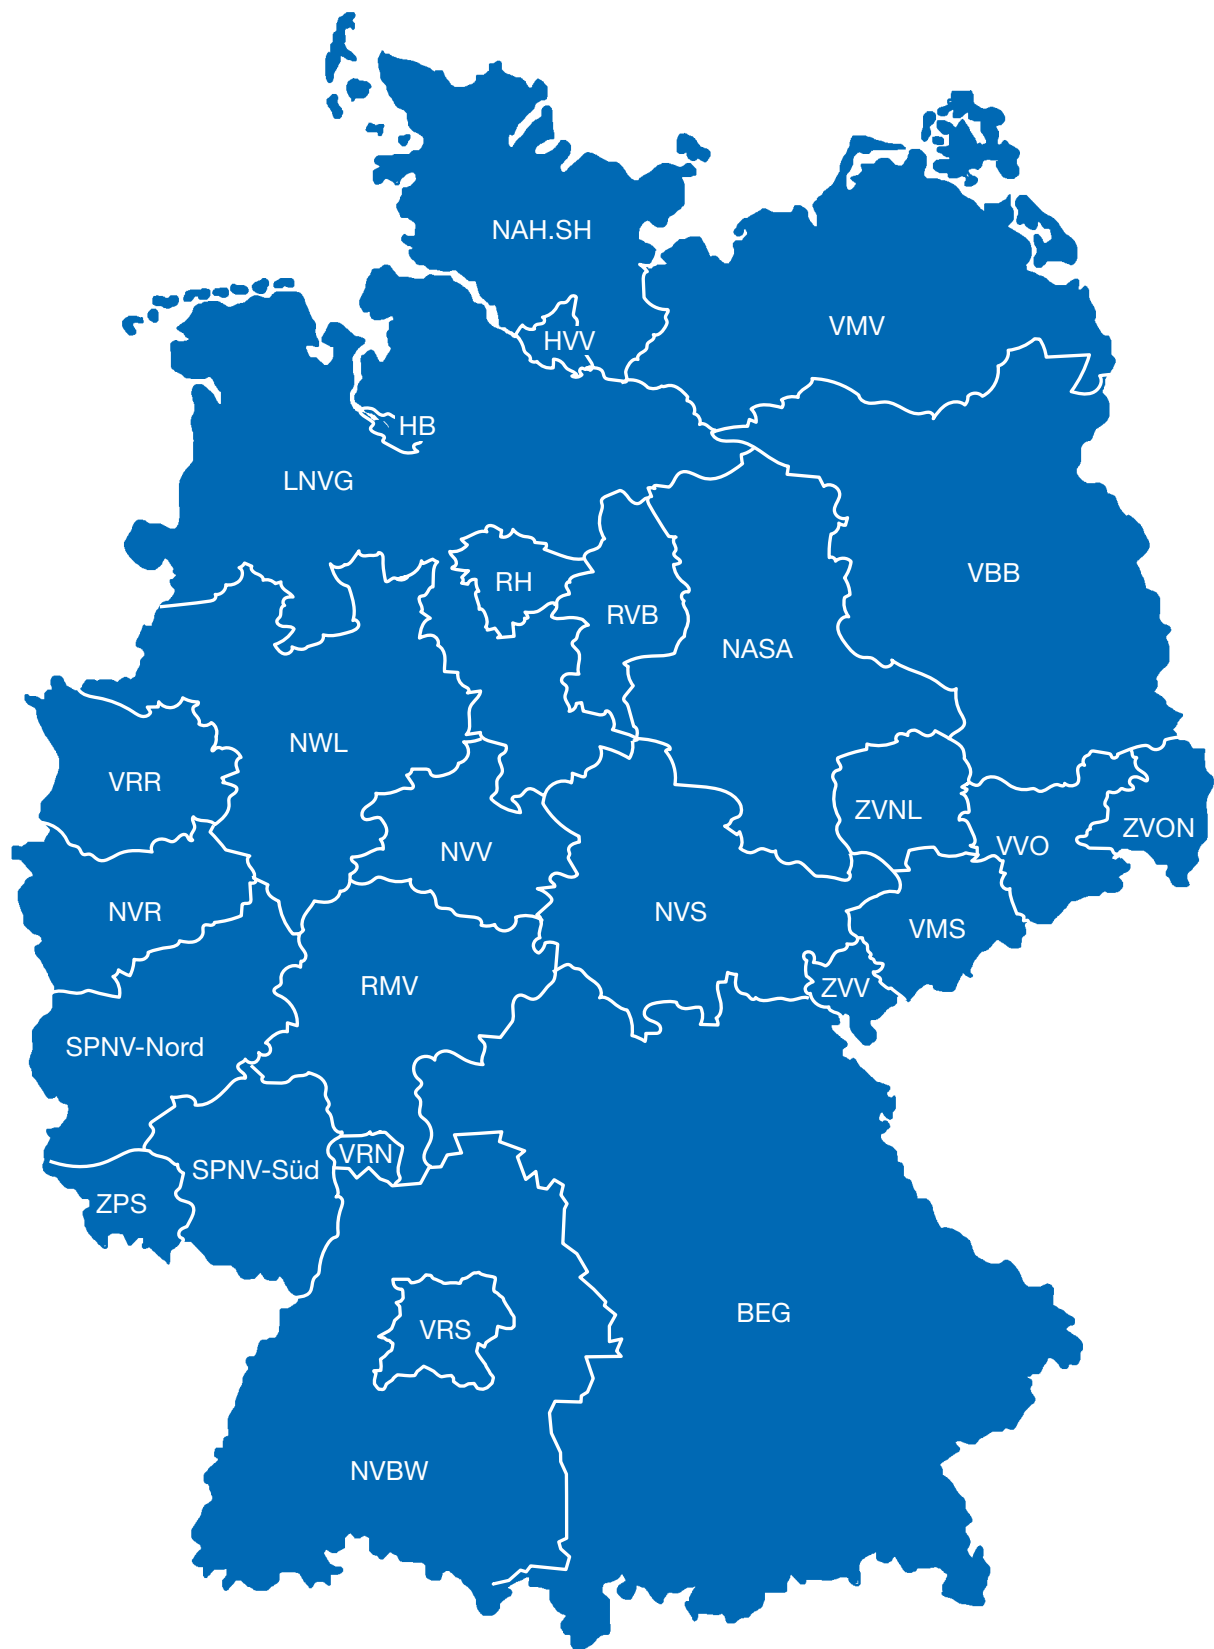 NAH.SH
VMV
HVV
HB
LNVG
VBB
RH
RVB
NASA
NWL
VRR
ZVNL
ZVON
VVO
NVV
NVR
NVS
VMS
RMV
ZVV
SPNV-Nord
VRN
SPNV-Süd
ZPS
BEG
VRS
NVBW